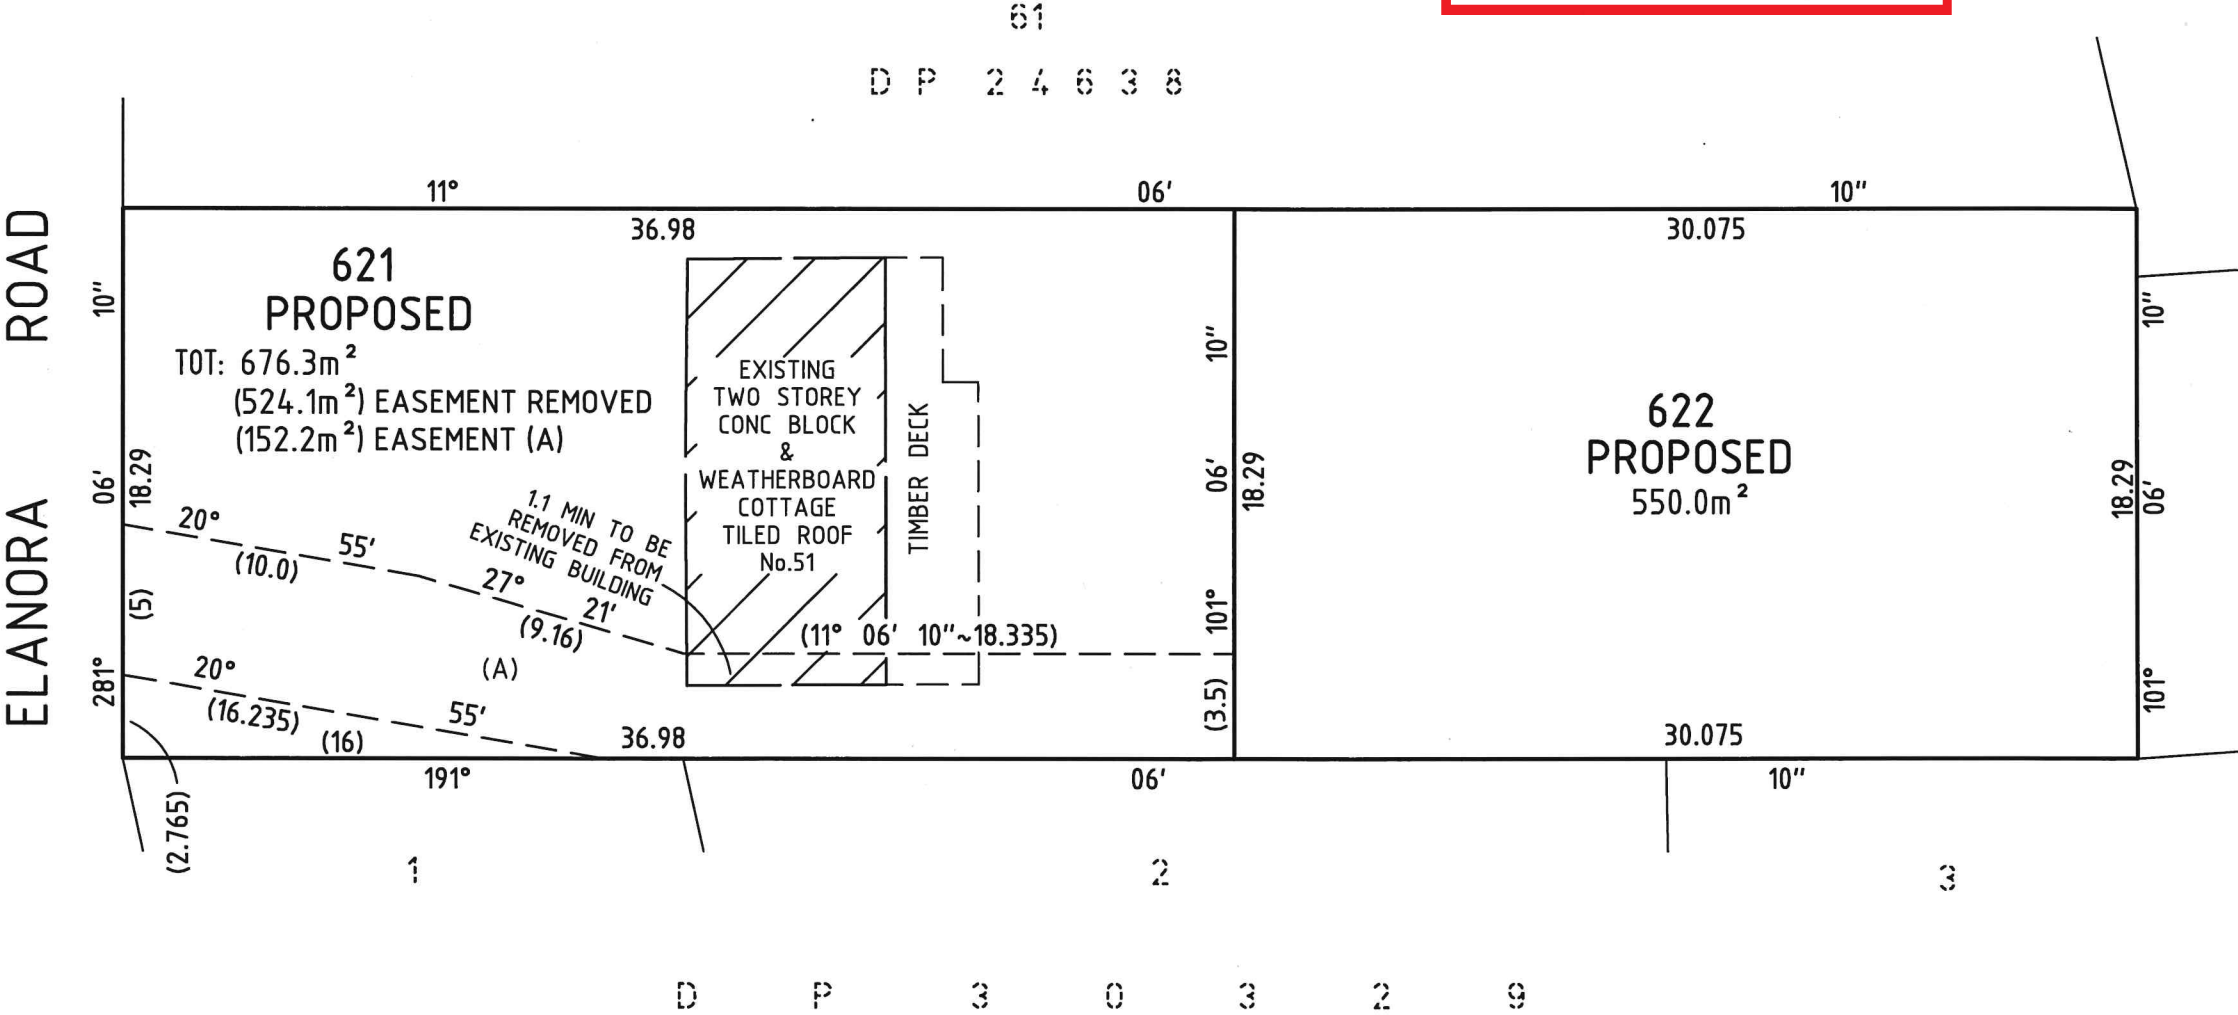 61
DP 24638
11° 06' 10"
36.98
30.075
ELANORA ROAD
281° 06' 10"
18.29
621
PROPOSED
TOT: 676.3m²
(524.1m²) EASEMENT REMOVED
(152.2m²) EASEMENT (A)
EXISTING
TWO STOREY
CONC BLOCK
&
WEATHERBOARD
COTTAGE
TILED ROOF
No.51
TIMBER DECK
1.1 MIN TO BE
REMOVED FROM
EXISTING BUILDING
20° 55'
(10.0)
27° 21'
(9.16)
(11° 06' 10"~18.335)
(5)
(A)
20° 55'
(16.235)
(16)
36.98
(2.765)
101° 06' 10"
18.29
(3.5)
622
PROPOSED
550.0m²
18.29
101° 06' 10"
30.075
191° 06' 10"
1
2
3
DP 30329